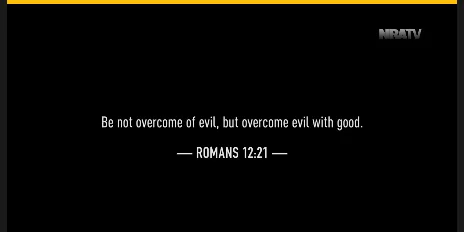 NRATV
Be not overcome of evil, but overcome evil with good.
— ROMANS 12:21 —